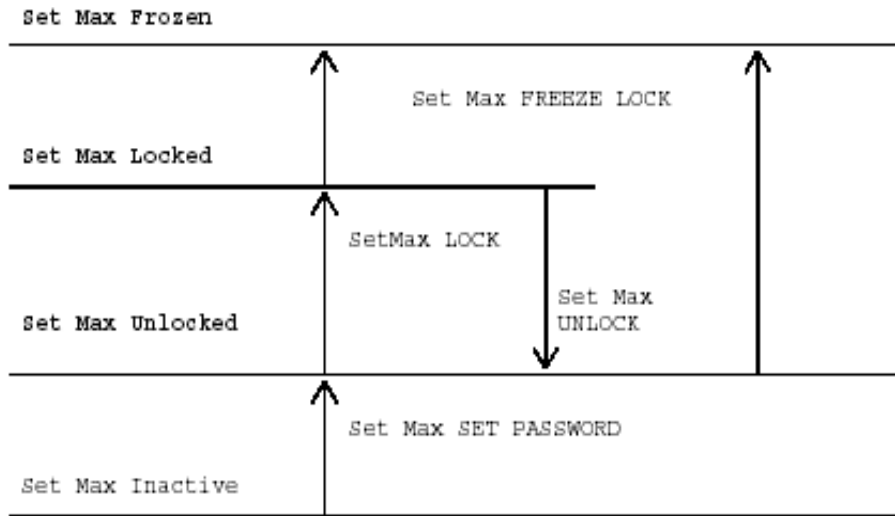 Set Max Frozen
Set Max FREEZE LOCK
Set Max Locked
SetMax LOCK
Set Max
UNLOCK
Set Max Unlocked
Set Max SET PASSWORD
Set Max Inactive